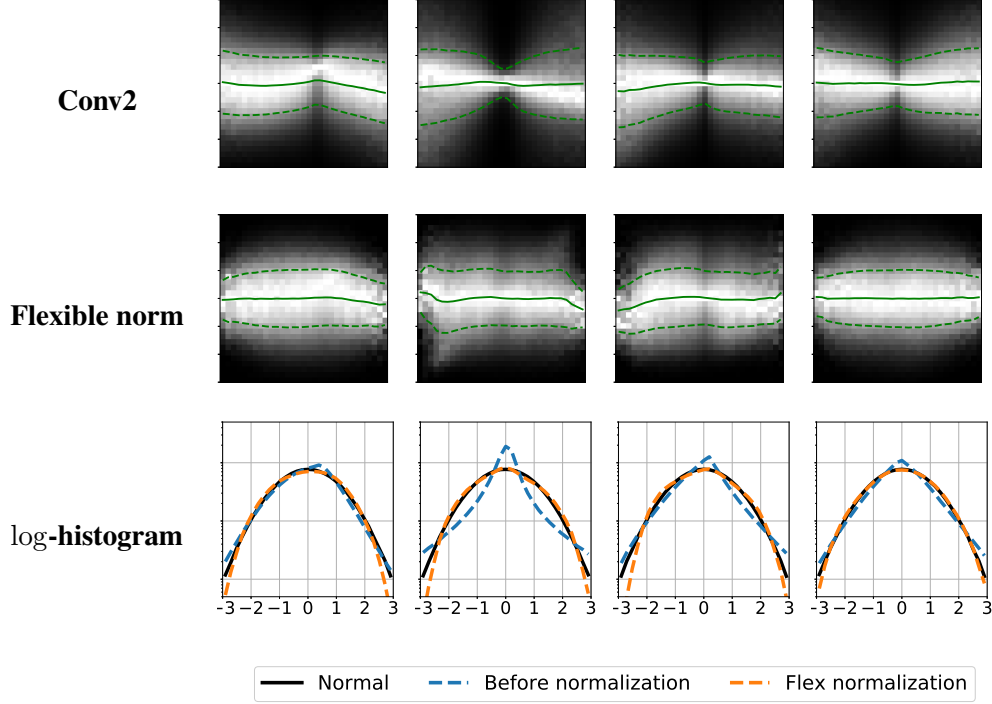 Conv2
Flexible norm
log-histogram
-3 -2 -1 0 1 2 3 -3 -2 -1 0 1 2 3 -3 -2 -1 0 1 2 3 -3 -2 -1 0 1 2 3
Normal Before normalization Flex normalization